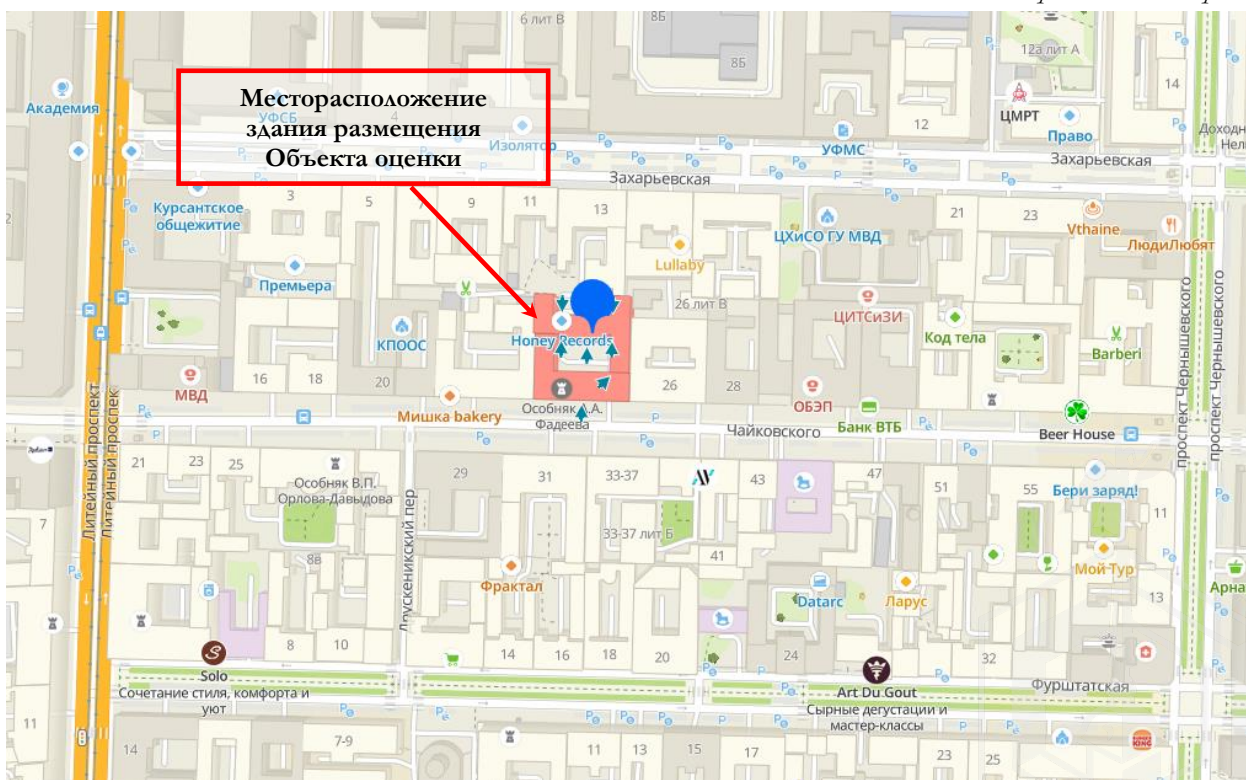 6 лит В
8Б
8Б
12а лит А
14
Академия
Месторасположение
здания размещения
Объекта оценки
УФСБ
4
Изолятор
УФМС
12
ЦМРТ
Право
Захарьевская
Захарьевская
Курсантское
общежитие
3
5
7
9
11
13
ЦХиСО ГУ МВД
21
23
Vthaine
ЛюдиЛюбят
Премьера
Lullaby
26 лит В
ЦИТСиЗИ
Код тела
Barberi
КПООС
Honey Records
МВД
16
18
20
Мишка bakery
Особняк А.А.
Фадеева
26
28
ОБЭП
Чайковского
Банк ВТБ
Beer House
Литейный проспект
Литейный проспект
проспект Чернышевского
проспект Чернышевского
21
23
25
Особняк В.П.
Орлова-Давыдова
29
31
33-37
43
47
51
55
Бери заряд!
11
7
33-37 лит Б
8в
41
Друскеникский пер
Фрактал
Datarc
Ларус
Мой Тур
13
8
10
14
16
18
20
24
32
Solo
Сочетание стиля, комфорта и
уют
Art Du Gout
Сырные дегустации и
мастер-классы
Фурштатская
11
14
7-9
11
13
15
17
23
25
BURGER
KING